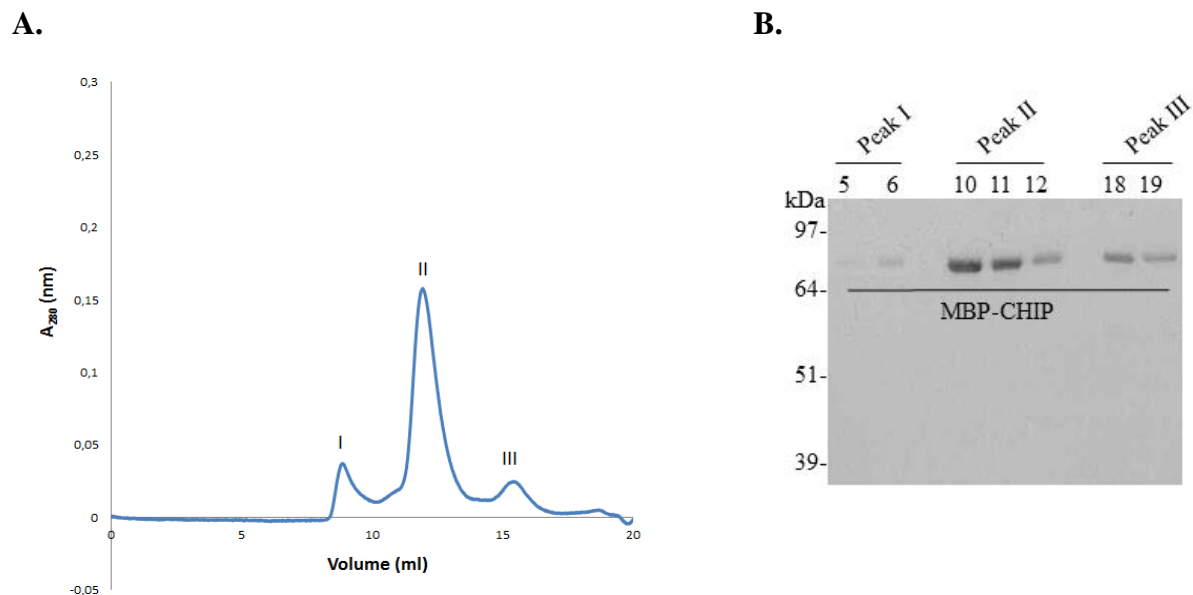 A.
0,3
0,25
0,2
0,15
0,1
0,05
0
-0,05
A280 (nm)
I
II
III
0 5 10 15 20
Volume (ml)
B.
Peak I Peak II Peak III
5 6 10 11 12 18 19
kDa
97-
64-
MBP-CHIP
51-
39-